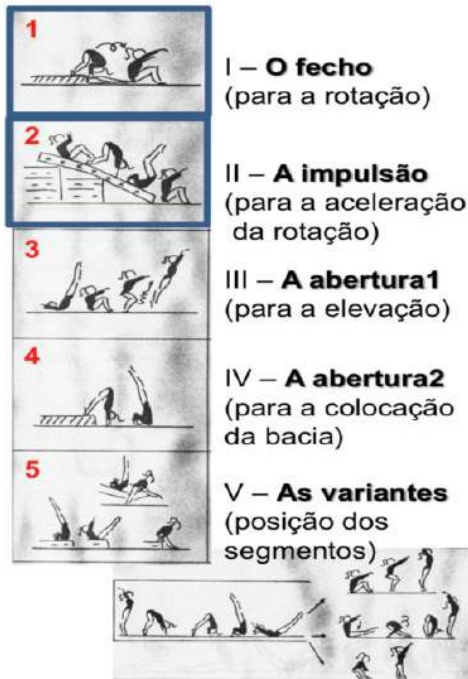 1
I – O fecho
(para a rotação)
2
II – A impulsão
(para a aceleração
da rotação)
3
III – A abertura1
(para a elevação)
4
IV – A abertura2
(para a colocação
da bacia)
5
V – As variantes
(posição dos
segmentos)